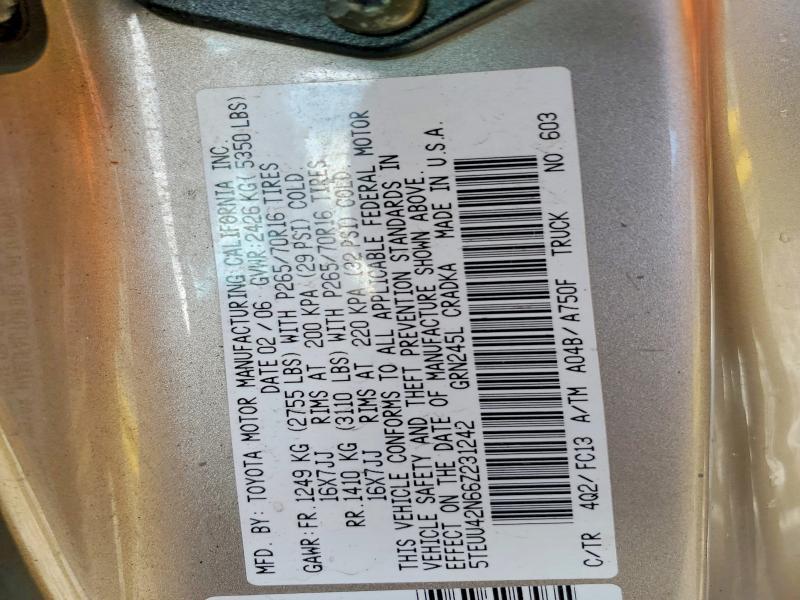 MFD. BY: TOYOTA MOTOR MANUFACTURING CALIFORNIA INC.
DATE 02 / 06 GVWR: 2426 KG( 5350 LBS)
GAWR: FR. 1249 KG (2755 LBS) WITH P265/70R16 TIRES
16X7JJ RIMS AT 200 KPA (29 PSI) COLD
RR. 1410 KG (3110 LBS) WITH P265/70R16 TIRES,
16X7JJ RIMS AT 220 KPA (32 PSI) COLD.
THIS VEHICLE CONFORMS TO ALL APPLICABLE FEDERAL MOTOR
VEHICLE SAFETY AND THEFT PREVENTION STANDARDS IN
EFFECT ON THE DATE OF MANUFACTURE SHOWN ABOVE.
5TEUU42N66Z231242 GRN245L CRADKA MADE IN U.S.A.
C/TR 4Q2/FC13 A/TM A04B/A750F TRUCK NO 603